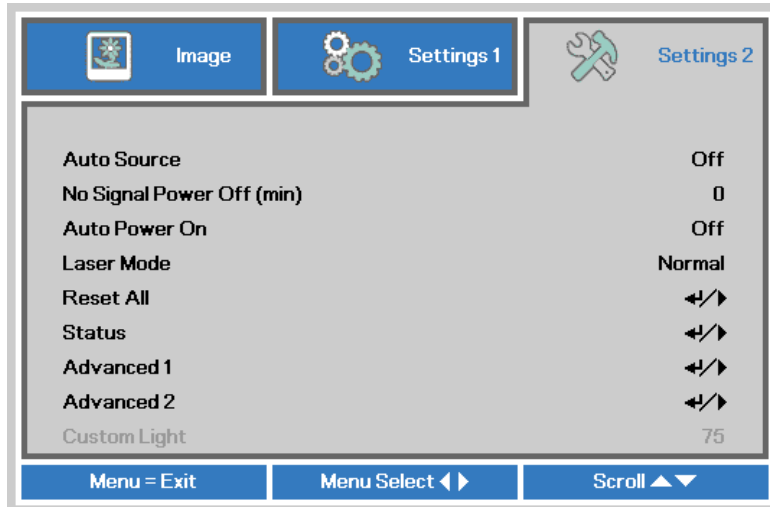 Image Settings 1 Settings 2
Auto Source Off
No Signal Power Off (min) 0
Auto Power On Off
Laser Mode Normal
Reset All ↵/▶
Status ↵/▶
Advanced 1 ↵/▶
Advanced 2 ↵/▶
Custom Light 75
Menu = Exit Menu Select ◀ ▶ Scroll ▲▼